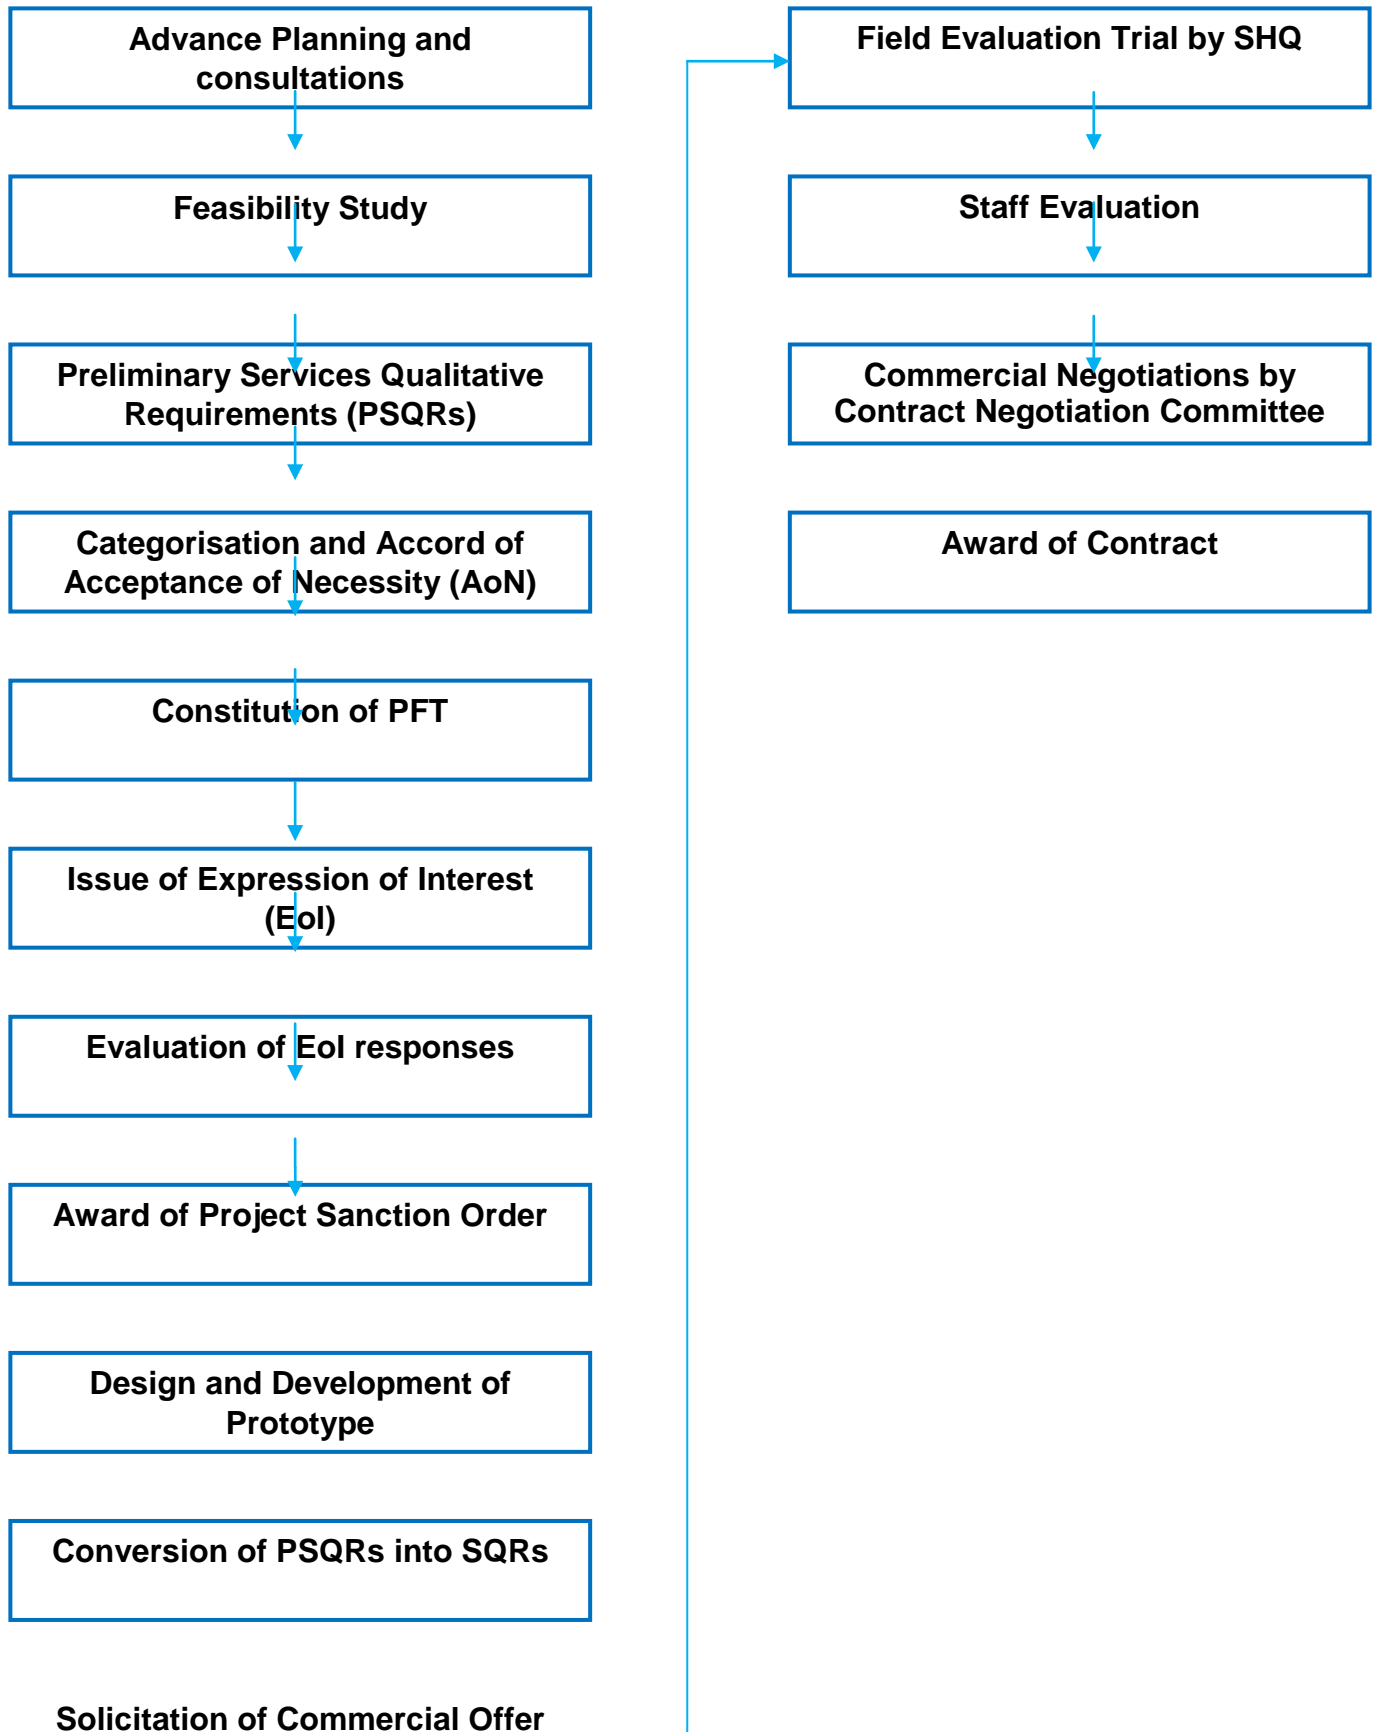 Advance Planning and
consultations
Feasibility Study
Preliminary Services Qualitative
Requirements (PSQRs)
Categorisation and Accord of
Acceptance of Necessity (AoN)
Constitution of PFT
Issue of Expression of Interest
(EoI)
Evaluation of EoI responses
Award of Project Sanction Order
Design and Development of
Prototype
Conversion of PSQRs into SQRs
Solicitation of Commercial Offer
Field Evaluation Trial by SHQ
Staff Evaluation
Commercial Negotiations by
Contract Negotiation Committee
Award of Contract